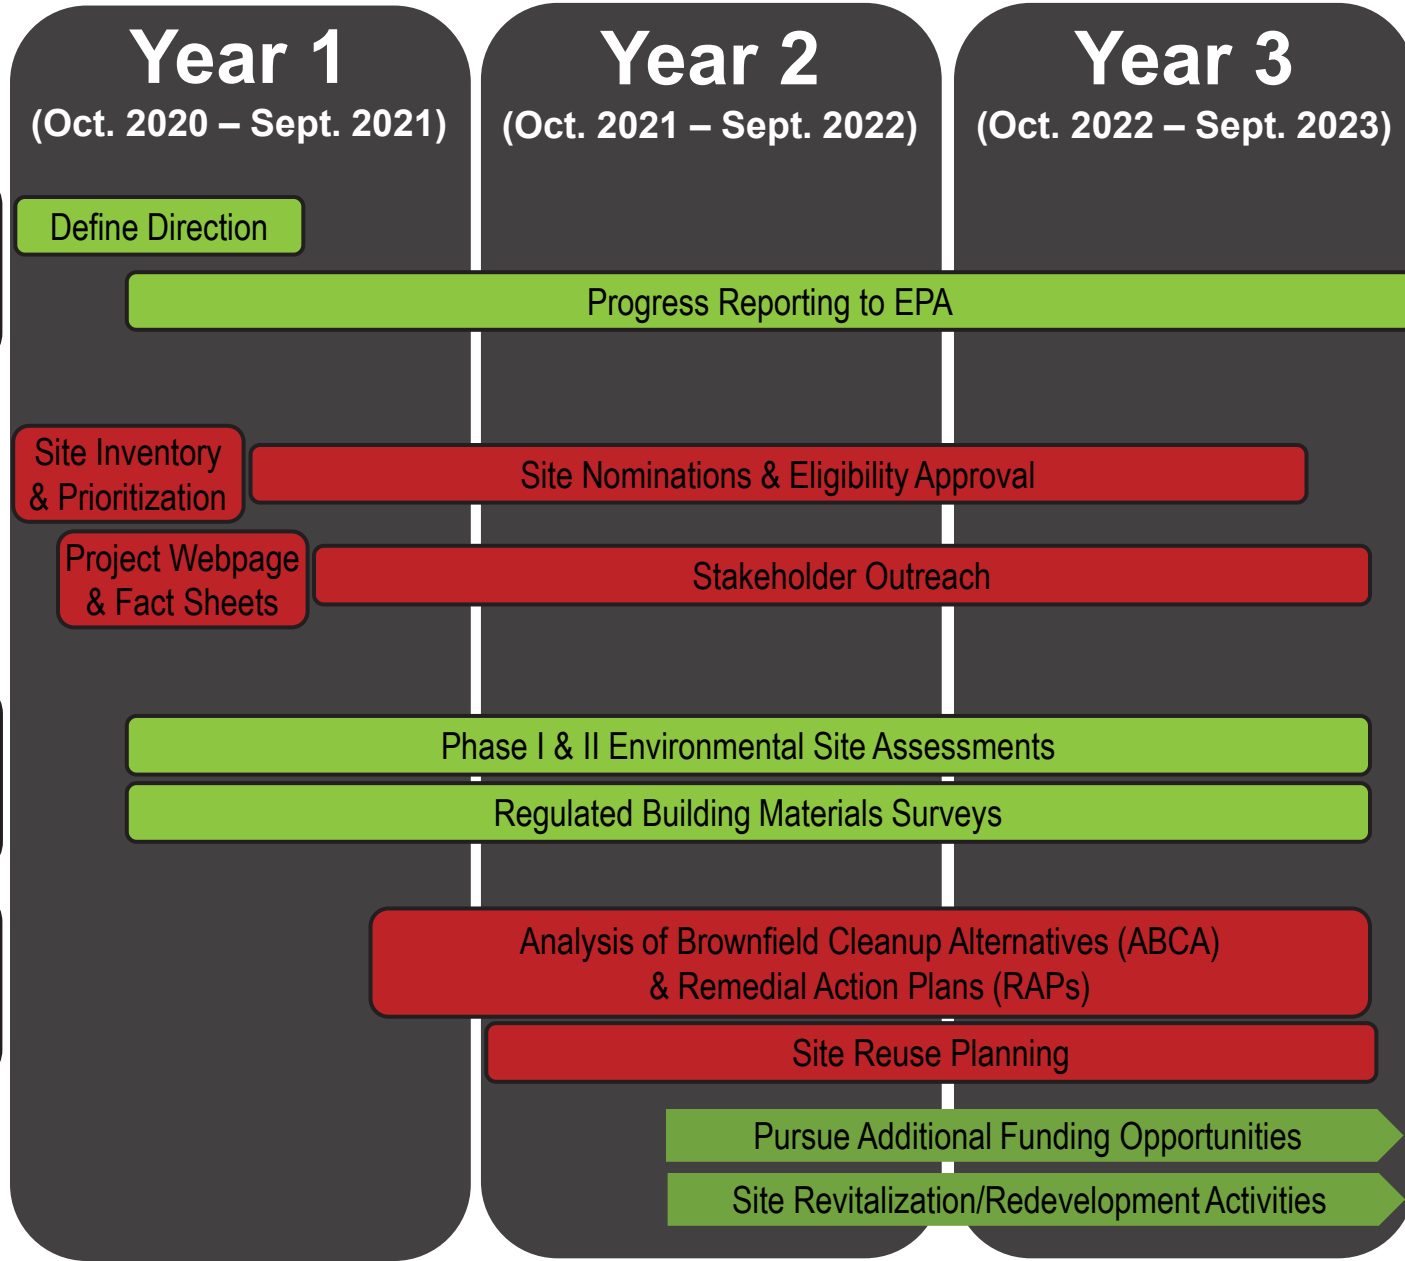 Year 1
(Oct. 2020 – Sept. 2021)
Year 2
(Oct. 2021 – Sept. 2022)
Year 3
(Oct. 2022 – Sept. 2023)
Define Direction
Progress Reporting to EPA
Site Inventory
& Prioritization
Site Nominations & Eligibility Approval
Project Webpage
& Fact Sheets
Stakeholder Outreach
Phase I & II Environmental Site Assessments
Regulated Building Materials Surveys
Analysis of Brownfield Cleanup Alternatives (ABCA)
& Remedial Action Plans (RAPs)
Site Reuse Planning
Pursue Additional Funding Opportunities
Site Revitalization/Redevelopment Activities